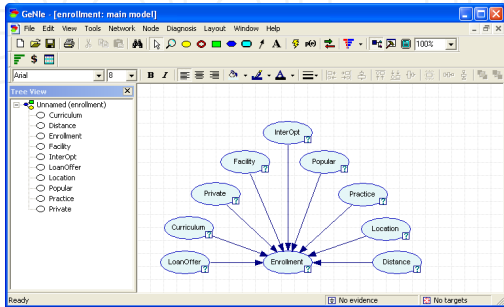 GeNIe - [enrollment: main model]
File Edit View Tools Network Node Diagnosis Layout Window Help
100%
Arial 8 B I
Tree View
Unnamed (enrollment)
Curriculum
Distance
Enrollment
Facility
InterOpt
LoanOffer
Location
Popular
Practice
Private
InterOpt
Facility
Popular
Private
Practice
Curriculum
Location
LoanOffer
Enrollment
Distance
Ready
No evidence
No targets